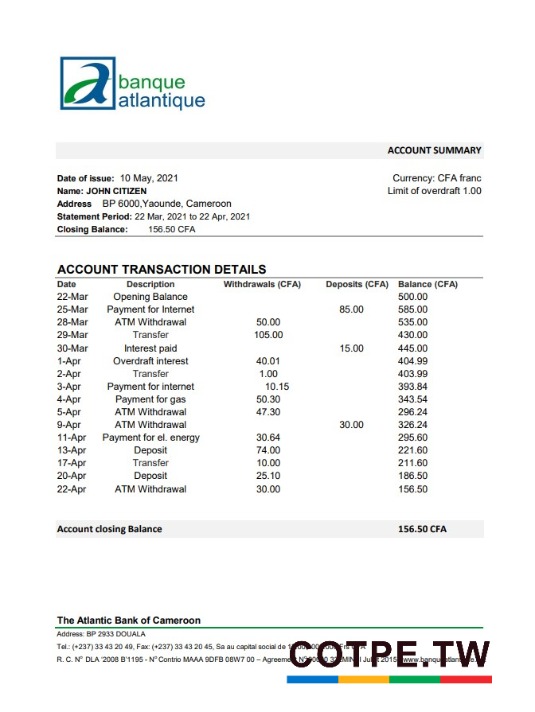 banque
atlantique
ACCOUNT SUMMARY
Date of issue: 10 May, 2021 Currency: CFA franc
Name: JOHN CITIZEN Limit of overdraft 1.00
Address BP 6000,Yaounde, Cameroon
Statement Period: 22 Mar, 2021 to 22 Apr, 2021
Closing Balance: 156.50 CFA
ACCOUNT TRANSACTION DETAILS
Date Description Withdrawals (CFA) Deposits (CFA) Balance (CFA)
22-Mar Opening Balance 500.00
25-Mar Payment for Internet 85.00 585.00
28-Mar ATM Withdrawal 50.00 535.00
29-Mar Transfer 105.00 430.00
30-Mar Interest paid 15.00 445.00
1-Apr Overdraft interest 40.01 404.99
2-Apr Transfer 1.00 403.99
3-Apr Payment for internet 10.15 393.84
4-Apr Payment for gas 50.30 343.54
5-Apr ATM Withdrawal 47.30 296.24
9-Apr ATM Withdrawal 30.00 326.24
11-Apr Payment for el. energy 30.64 295.60
13-Apr Deposit 74.00 221.60
17-Apr Transfer 10.00 211.60
20-Apr Deposit 25.10 186.50
22-Apr ATM Withdrawal 30.00 156.50
Account closing Balance 156.50 CFA
The Atlantic Bank of Cameroon
Address: BP 2933 DOUALA
Tel.: (+237) 33 43 20 49, Fax: (+237) 33 43 20 45, Sa au capital social de
R. C. N° DLA '2008 B'1195 - N° Contrio MAAA 9DFB 08W7 00 –
COTPE.TW